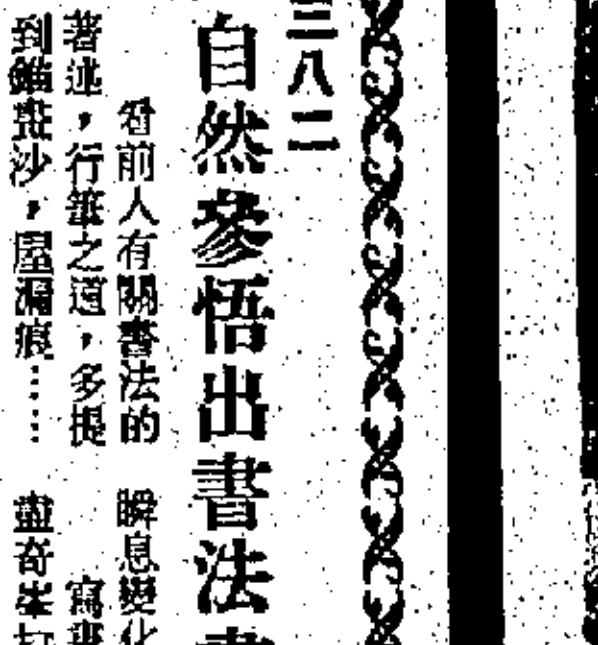 三八二
自然參悟出書法
看前人有關書法的
著述，行筆之道，多提
到錐畫沙，屋漏痕……
瞬息變化
寫
盡奇峯